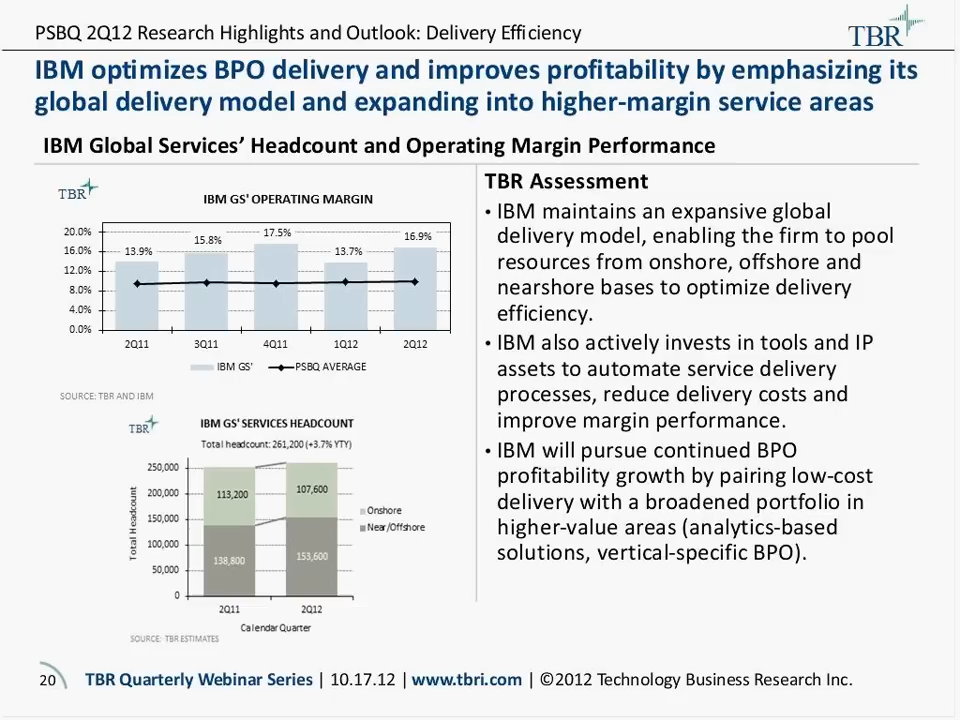 PSBQ 2Q12 Research Highlights and Outlook: Delivery Efficiency
TBR
IBM optimizes BPO delivery and improves profitability by emphasizing its
global delivery model and expanding into higher-margin service areas
IBM Global Services’ Headcount and Operating Margin Performance
TBR
IBM GS' OPERATING MARGIN
20.0%
16.0%
12.0%
8.0%
4.0%
0.0%
13.9%
15.8%
17.5%
13.7%
16.9%
2Q11 3Q11 4Q11 1Q12 2Q12
IBM GS' PSBQ AVERAGE
SOURCE: TBR AND IBM
TBR
IBM GS' SERVICES HEADCOUNT
Total headcount: 261,200 (+3.7% YTY)
Total Headcount
250,000
200,000
150,000
100,000
50,000
0
113,200
107,600
138,800
153,600
Onshore
Near/Offshore
2Q11 2Q12
Calendar Quarter
SOURCE: TBR ESTIMATES
TBR Assessment
• IBM maintains an expansive global
delivery model, enabling the firm to pool
resources from onshore, offshore and
nearshore bases to optimize delivery
efficiency.
• IBM also actively invests in tools and IP
assets to automate service delivery
processes, reduce delivery costs and
improve margin performance.
• IBM will pursue continued BPO
profitability growth by pairing low-cost
delivery with a broadened portfolio in
higher-value areas (analytics-based
solutions, vertical-specific BPO).
20 TBR Quarterly Webinar Series | 10.17.12 | www.tbri.com | ©2012 Technology Business Research Inc.